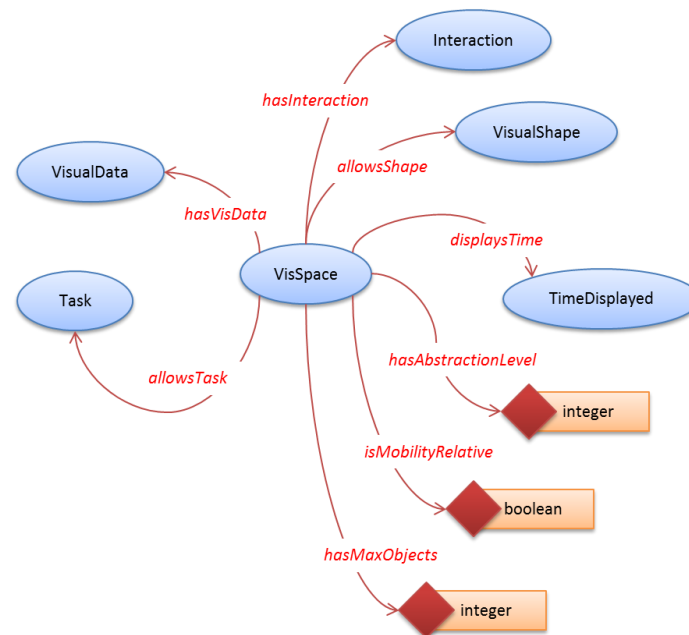 Interaction
hasInteraction
VisualShape
allowsShape
VisualData
hasVisData
displaysTime
VisSpace
Task
TimeDisplayed
hasAbstractionLevel
allowsTask
integer
isMobilityRelative
boolean
hasMaxObjects
integer